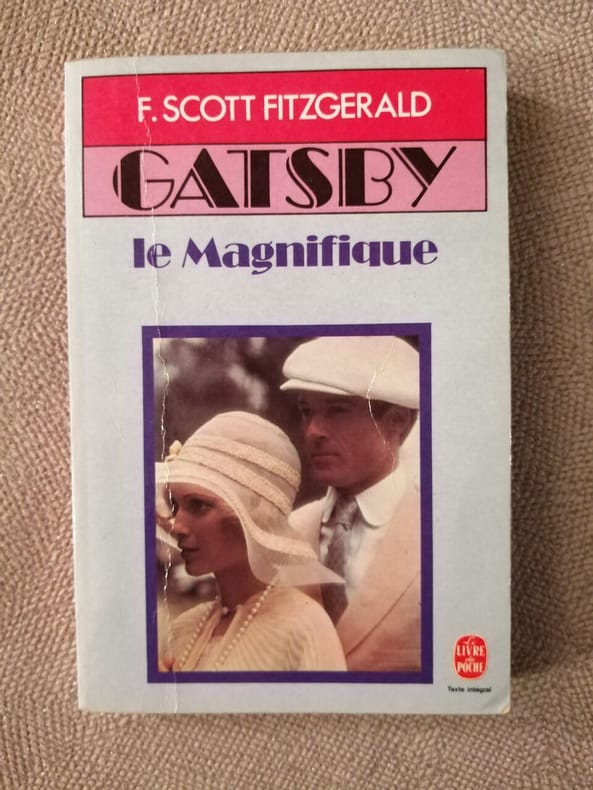 F. SCOTT FITZGERALD
GATSBY
le Magnifique
Le
LIVRE
de
POCHE
Texte intégral